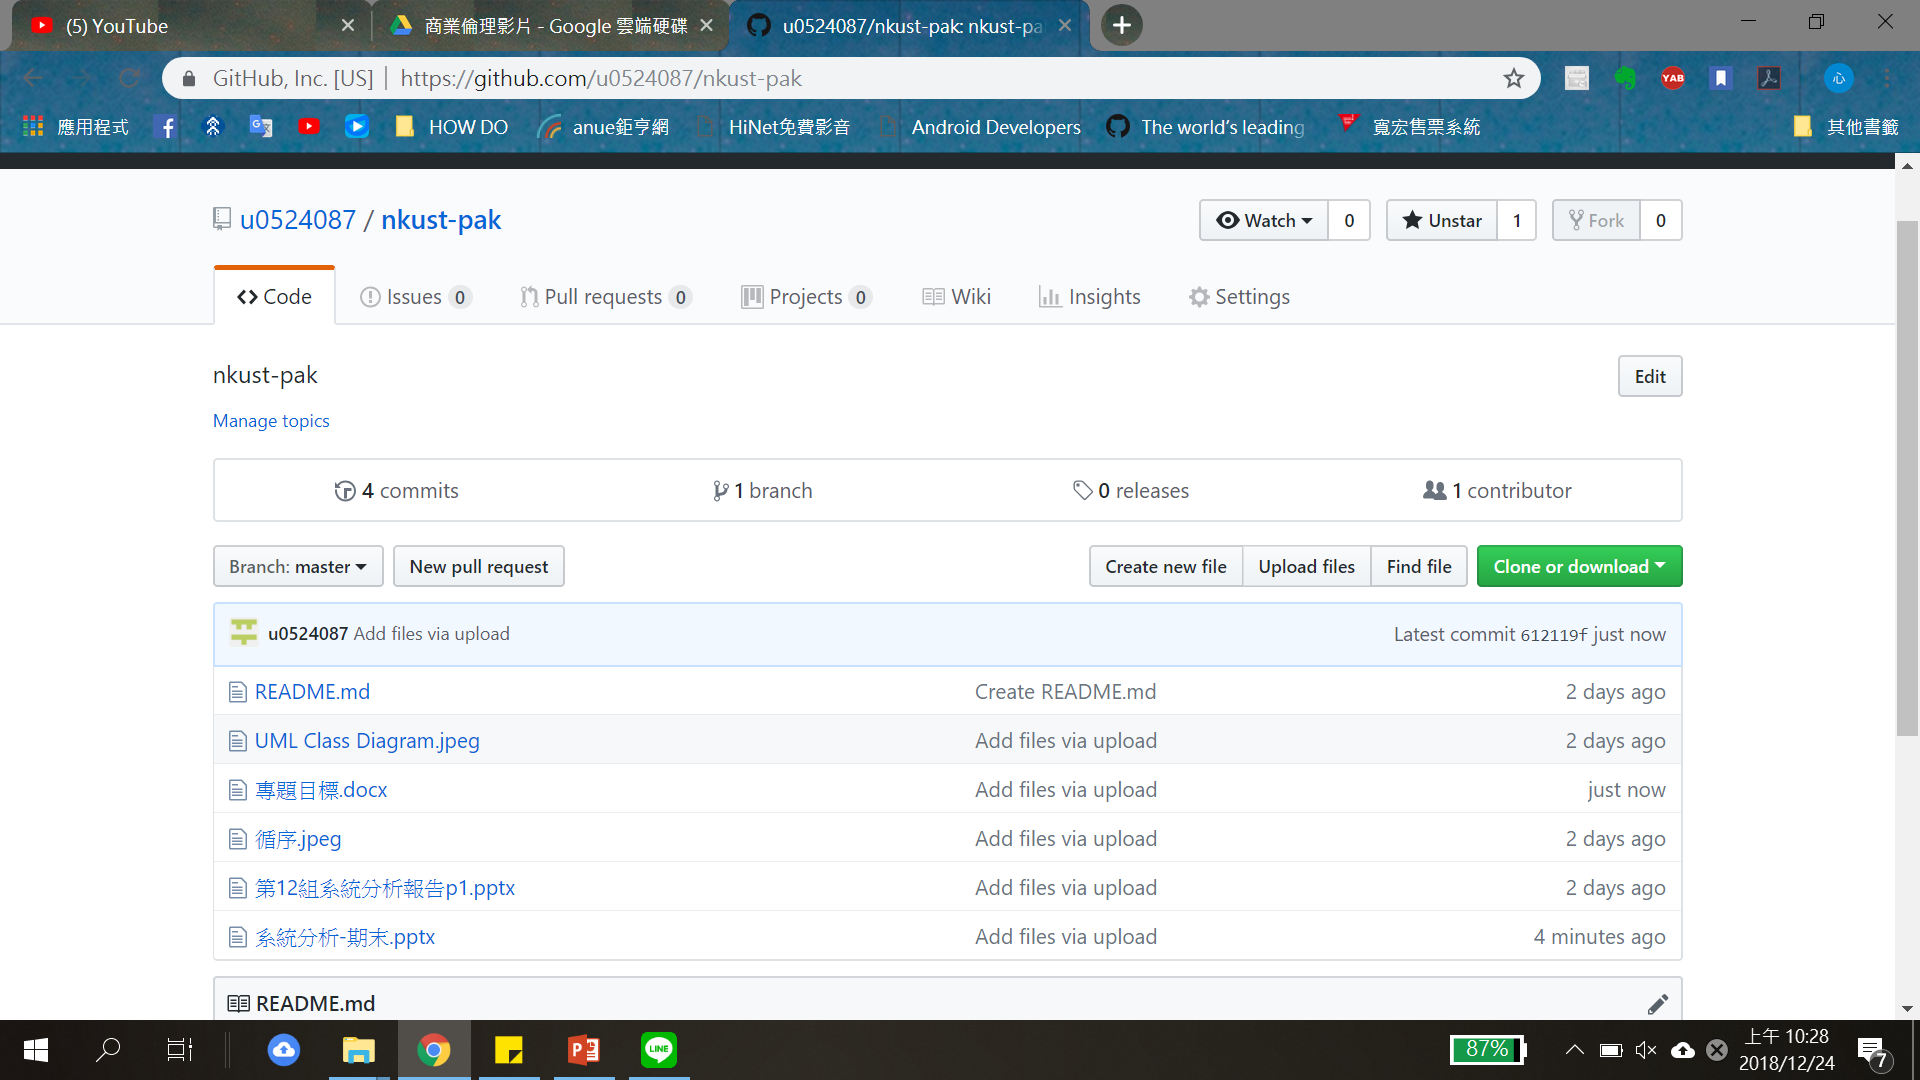 (5) YouTube
商業倫理影片 - Google 雲端硬碟
u0524087/nkust-pak: nkust-pa
GitHub, Inc. [US] | https://github.com/u0524087/nkust-pak
YAB
心
應用程式
HOW DO
anue鉅亨網
HiNet免費影音
Android Developers
The world's leading
寬宏售票系統
其他書籤
u0524087 / nkust-pak
Watch 0
Unstar 1
Fork 0
Code
Issues 0
Pull requests 0
Projects 0
Wiki
Insights
Settings
nkust-pak
Edit
Manage topics
4 commits
1 branch
0 releases
1 contributor
Branch: master
New pull request
Create new file
Upload files
Find file
Clone or download
u0524087 Add files via upload
Latest commit 612119f just now
README.md Create README.md 2 days ago
UML Class Diagram.jpeg Add files via upload 2 days ago
專題目標.docx Add files via upload just now
循序.jpeg Add files via upload 2 days ago
第12組系統分析報告p1.pptx Add files via upload 2 days ago
系統分析-期末.pptx Add files via upload 4 minutes ago
README.md
LINE
87%
上午 10:28
2018/12/24
7